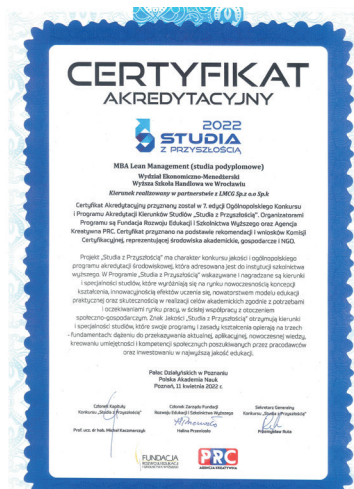 CERTYFIKAT
AKREDYTACYJNY
2022
STUDIA
Z PRZYSZŁOŚCIĄ
MBA Lean Management (studia podyplomowe)
Wydział Ekonomiczno-Menedżerski
Wyższa Szkoła Handlowa we Wrocławiu
Kierunek realizowany w partnerstwie z LMCG Sp.z o.o Sp.k
Certyfikat Akredytacyjny przyznany został w 7. edycji Ogólnopolskiego Konkursu
i Programu Akredytacji Kierunków Studiów „Studia z Przyszłością". Organizatorami
Programu są Fundacja Rozwoju Edukacji i Szkolnictwa Wyższego oraz Agencja
Kreatywna PRC. Certyfikat przyznano na podstawie rekomendacji i wniosków Komisji
Certyfikacyjnej, reprezentującej środowiska akademickie, gospodarcze i NGO.
Projekt „Studia z Przyszłością" ma charakter konkursu jakości i ogólnopolskiego
programu akredytacji środowiskowej, która adresowana jest do instytucji szkolnictwa
wyższego. W Programie „Studia z Przyszłością" wskazywane i nagradzane są kierunki
i specjalności studiów, które wyróżniają się na rynku nowoczesnością koncepcji
kształcenia, innowacyjnością efektów uczenia się, nowatorstwem modelu edukacji
praktycznej oraz skutecznością w realizacji celów akademickich zgodnie z potrzebami
i oczekiwaniami rynku pracy, w ścisłej współpracy z otoczeniem
społeczno-gospodarczym. Znak Jakości „Studia z Przyszłością" otrzymują kierunki
i specjalności studiów, które swoje programy i zasady kształcenia opierają na trzech
fundamentach: dążeniu do przekazywania aktualnej, aplikacyjnej, nowoczesnej wiedzy,
kreowaniu umiejętności i kompetencji społecznych poszukiwanych przez pracodawców
oraz inwestowaniu w najwyższą jakość edukacji.
Pałac Działyńskich w Poznaniu
Polska Akademia Nauk
Poznań, 11 kwietnia 2022 r.
Członek Kapituły
Konkursu „Studia z Przyszłością"
Prof. ucz. dr hab. Michał Kaczmarczyk
Członek Zarządu Fundacji
Rozwoju Edukacji i Szkolnictwa Wyższego
Halina Przeniosło
Sekretarz Generalny
Konkursu „Studia z Przyszłością"
Przemysław Ruta
FUNDACJA
ROZWOJU EDUKACJI
I SZKOLNICTWA WYŻSZEGO
PRC
AGENCJA KREATYWNA